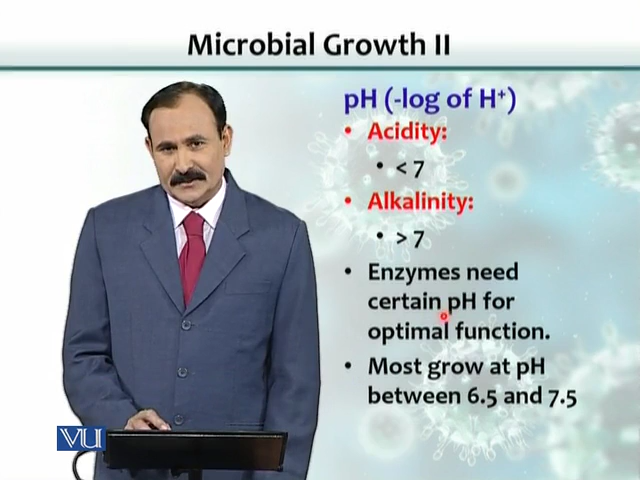 Microbial Growth II
pH (-log of H⁺)
• Acidity:
• < 7
• Alkalinity:
• > 7
• Enzymes need
certain pH for
optimal function.
• Most grow at pH
between 6.5 and 7.5
VU